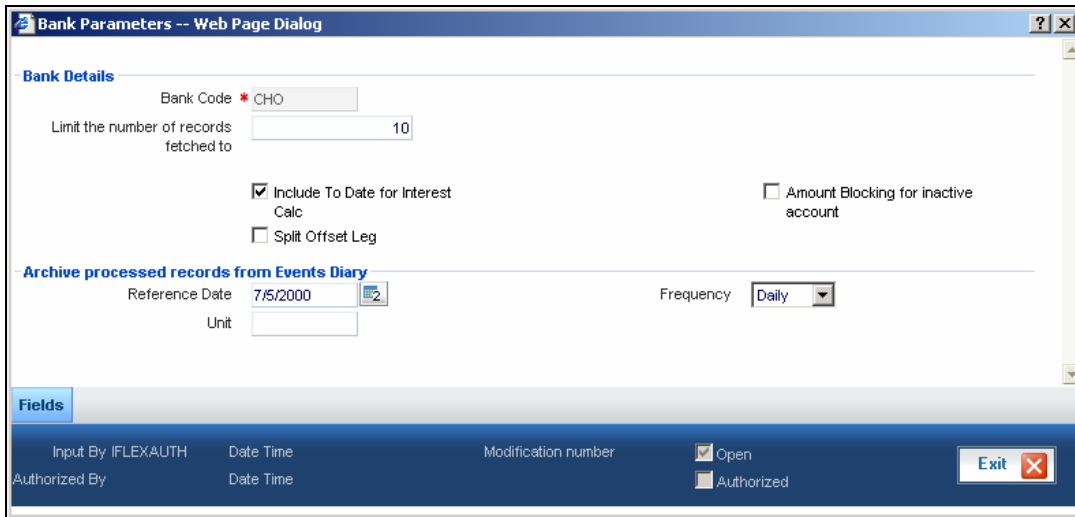 Bank Parameters -- Web Page Dialog
Bank Details
Bank Code * CHO
Limit the number of records
fetched to
10
Include To Date for Interest
Calc
Amount Blocking for inactive
account
Split Offset Leg
Archive processed records from Events Diary
Reference Date 7/5/2000 2
Frequency Daily
Unit
Fields
Input By IFLEXAUTH Date Time Modification number Open
Authorized By Date Time Authorized
Exit